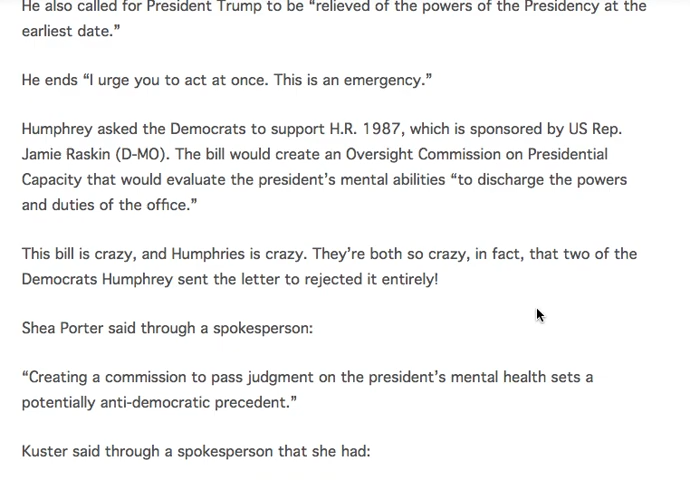 He also called for President Trump to be “relieved of the powers of the Presidency at the
earliest date.”
He ends “I urge you to act at once. This is an emergency.”
Humphrey asked the Democrats to support H.R. 1987, which is sponsored by US Rep.
Jamie Raskin (D-MO). The bill would create an Oversight Commission on Presidential
Capacity that would evaluate the president’s mental abilities “to discharge the powers
and duties of the office.”
This bill is crazy, and Humphries is crazy. They’re both so crazy, in fact, that two of the
Democrats Humphrey sent the letter to rejected it entirely!
Shea Porter said through a spokesperson:
“Creating a commission to pass judgment on the president’s mental health sets a
potentially anti-democratic precedent.”
Kuster said through a spokesperson that she had: